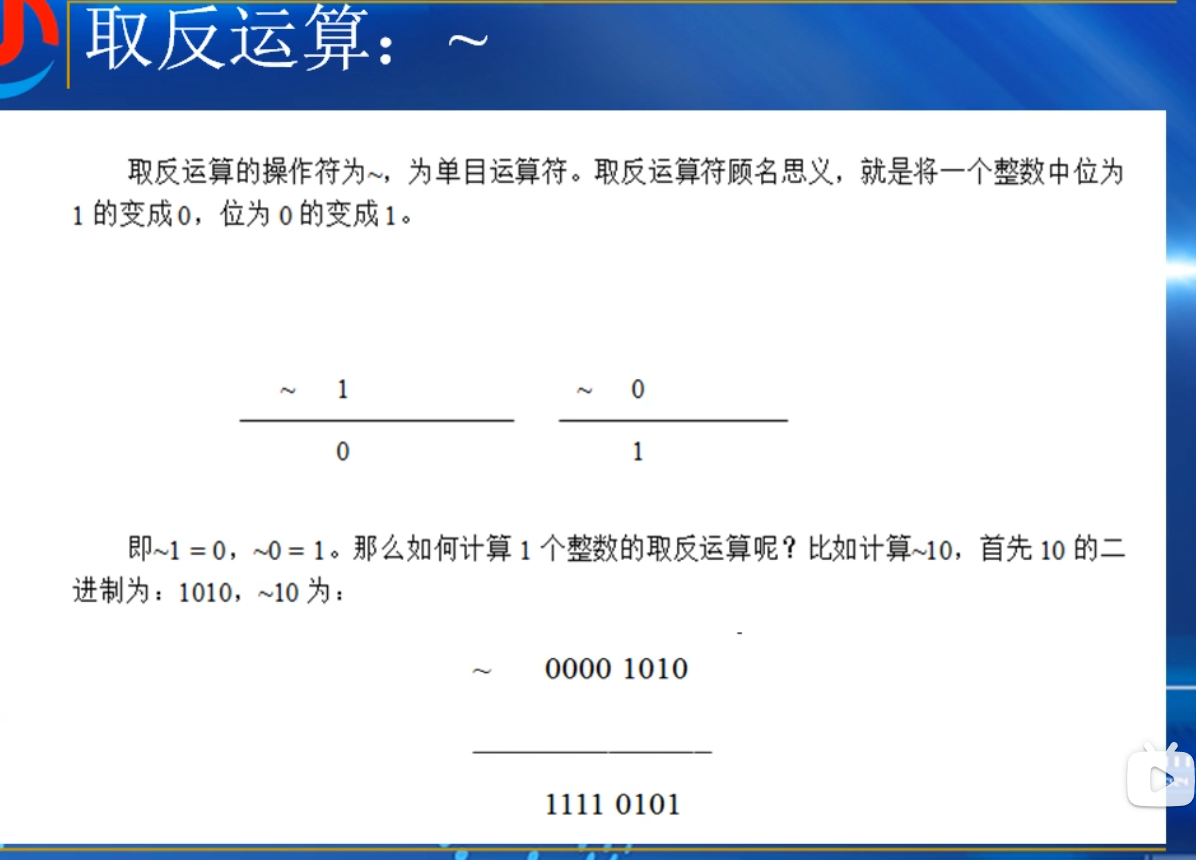 取反运算：~
取反运算的操作符为~，为单目运算符。取反运算符顾名思义，就是将一个整数中位为
1 的变成0，位为 0 的变成1。
~ 1 ~ 0
0 1
即~1 = 0，~0 = 1。那么如何计算 1 个整数的取反运算呢？比如计算~10，首先 10 的二
进制为：1010，~10 为：
~ 0000 1010
1111 0101